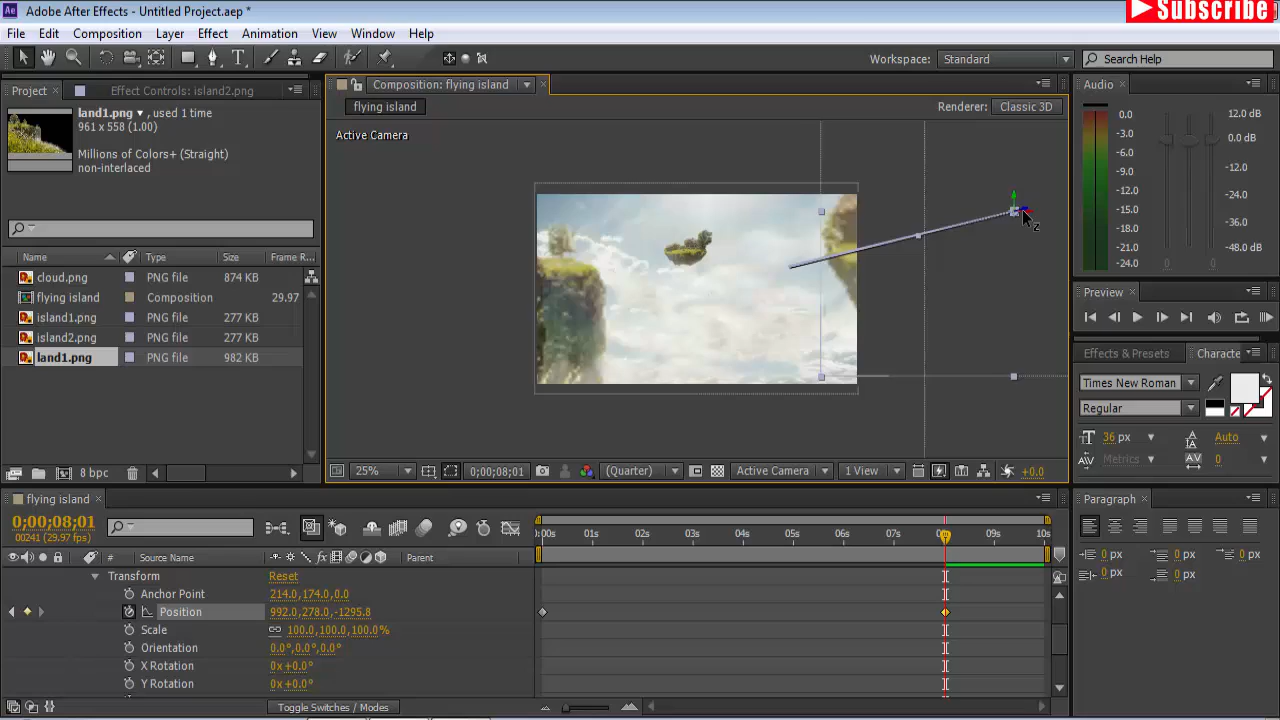 Adobe After Effects - Untitled Project.aep *
Subscribe
File Edit Composition Layer Effect Animation View Window Help
Workspace: Standard
Search Help
Project Effect Controls: island2.png
land1.png , used 1 time
961 x 558 (1.00)
Millions of Colors+ (Straight)
non-interlaced
Name Type Size Frame R...
cloud.png PNG file 874 KB
flying island Composition 29.97
island1.png PNG file 277 KB
island2.png PNG file 277 KB
land1.png PNG file 982 KB
8 bpc
Composition: flying island
flying island
Renderer: Classic 3D
Active Camera
z
25% 0;00;08;01 (Quarter) Active Camera 1 View +0.0
Audio
0.0 12.0 dB
-3.0 0.0 dB
-6.0
-9.0 -12.0
-12.0 -24.0
-15.0
-18.0 -36.0
-21.0
-24.0 -48.0 dB
Preview
Effects & Presets Characte
Times New Roman
Regular
36 px Auto
Metrics 0
Paragraph
0 px 0 px 0 px
0 px 0 px
flying island
0;00;08;01
00241 (29.97 fps)
# Source Name Parent
:00s 01s 02s 03s 04s 05s 06s 07s 08s 09s 10s
Transform Reset
Anchor Point 214.0,174.0,0.0
Position 992.0,278.0,-1295.8
Scale 100.0,100.0,100.0%
Orientation 0.0°,0.0°,0.0°
X Rotation 0x+0.0°
Y Rotation 0x+0.0°
Toggle Switches / Modes